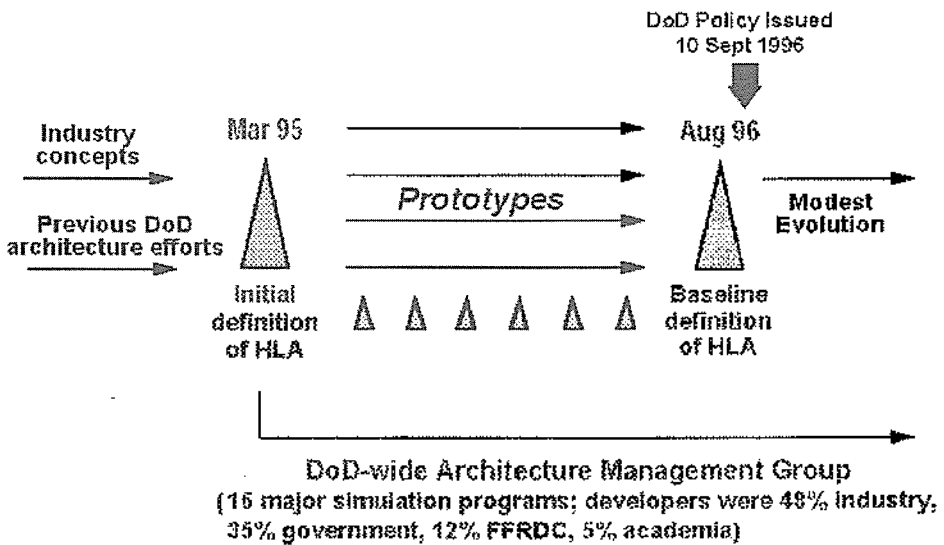 DoD Policy Issued
10 Sept 1996
Industry
concepts
Previous DoD
architecture efforts
Mar 95
Initial
definition
of HLA
Prototypes
Aug 96
Baseline
definition
of HLA
Modest
Evolution
DoD-wide Architecture Management Group
(16 major simulation programs; developers were 48% industry,
35% government, 12% FFRDC, 5% academia)